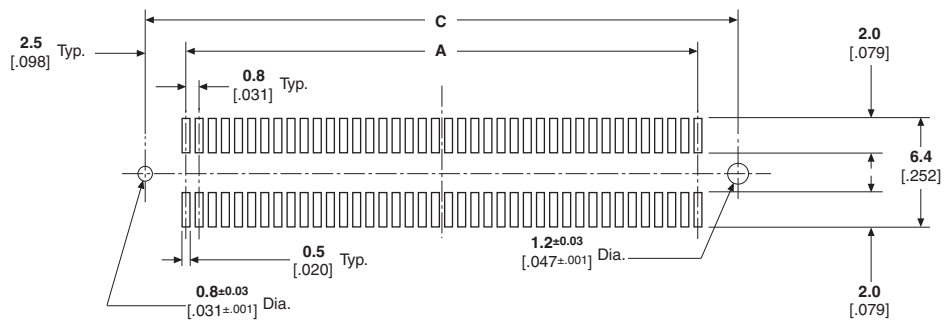 C
2.5 Typ.
[.098]
A
2.0
[.079]
0.8 Typ.
[.031]
6.4
[.252]
0.5 Typ.
[.020]
1.2±0.03 Dia.
[.047±.001]
0.8±0.03 Dia.
[.031±.001]
2.0
[.079]